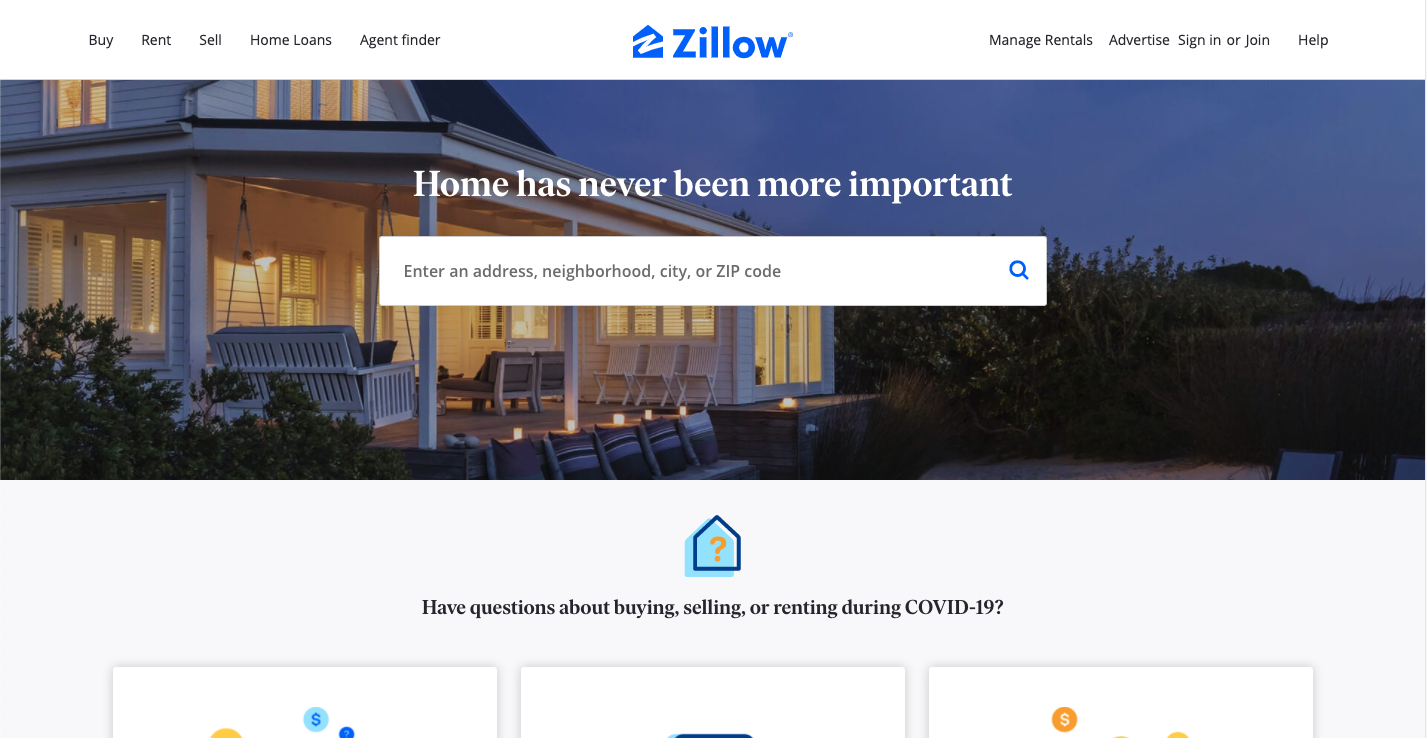 Buy Rent Sell Home Loans Agent finder Zillow® Manage Rentals Advertise Sign in or Join Help
Home has never been more important
Enter an address, neighborhood, city, or ZIP code
?
Have questions about buying, selling, or renting during COVID-19?
$ $
?